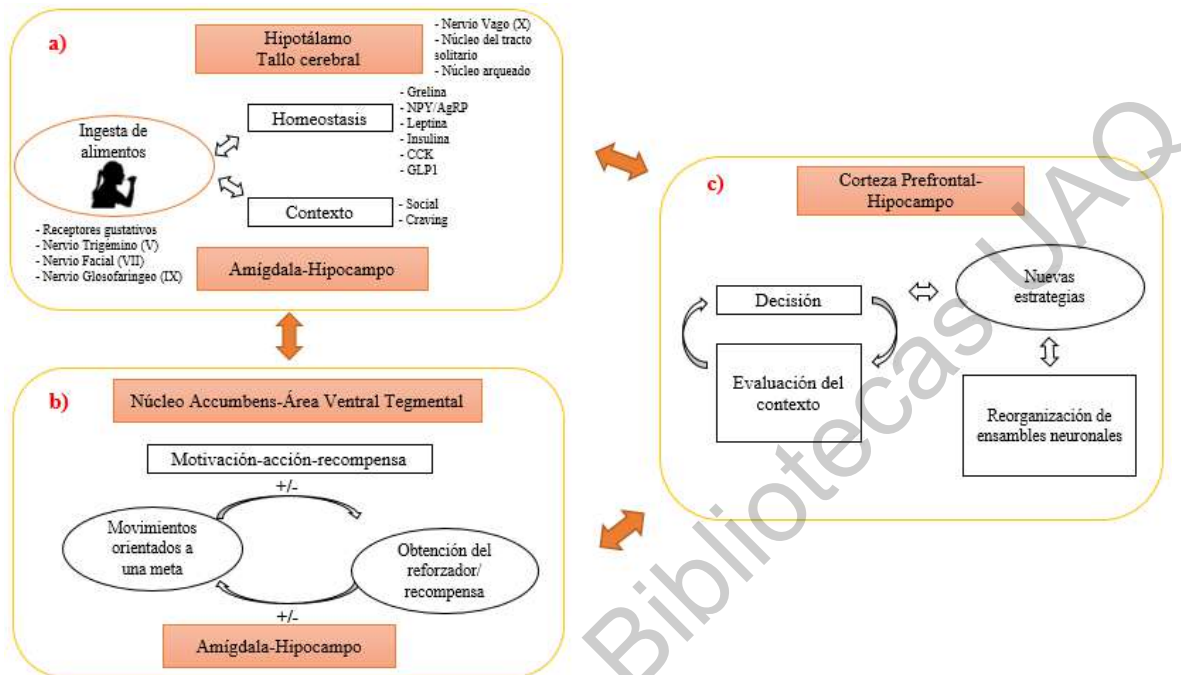 a)
Hipotálamo
Tallo cerebral
- Nervio Vago (X)
- Núcleo del tracto
solitario
- Núcleo arqueado
Ingesta de
alimentos
Homeostasis
- Grelina
- NPY/AgRP
- Leptina
- Insulina
- CCK
- GLP1
Contexto
- Social
- Craving
- Receptores gustativos
- Nervio Trigémino (V)
- Nervio Facial (VII)
- Nervio Glosofaríngeo (IX)
Amígdala-Hipocampo
b)
Núcleo Accumbens-Área Ventral Tegmental
Motivación-acción-recompensa
+/-
Movimientos
orientados a
una meta
Obtención del
reforzador/
recompensa
+/-
Amígdala-Hipocampo
c)
Corteza Prefrontal-
Hipocampo
Decisión
Nuevas
estrategias
Evaluación del
contexto
Reorganización de
ensambles neuronales
Bibliotecas UAQ